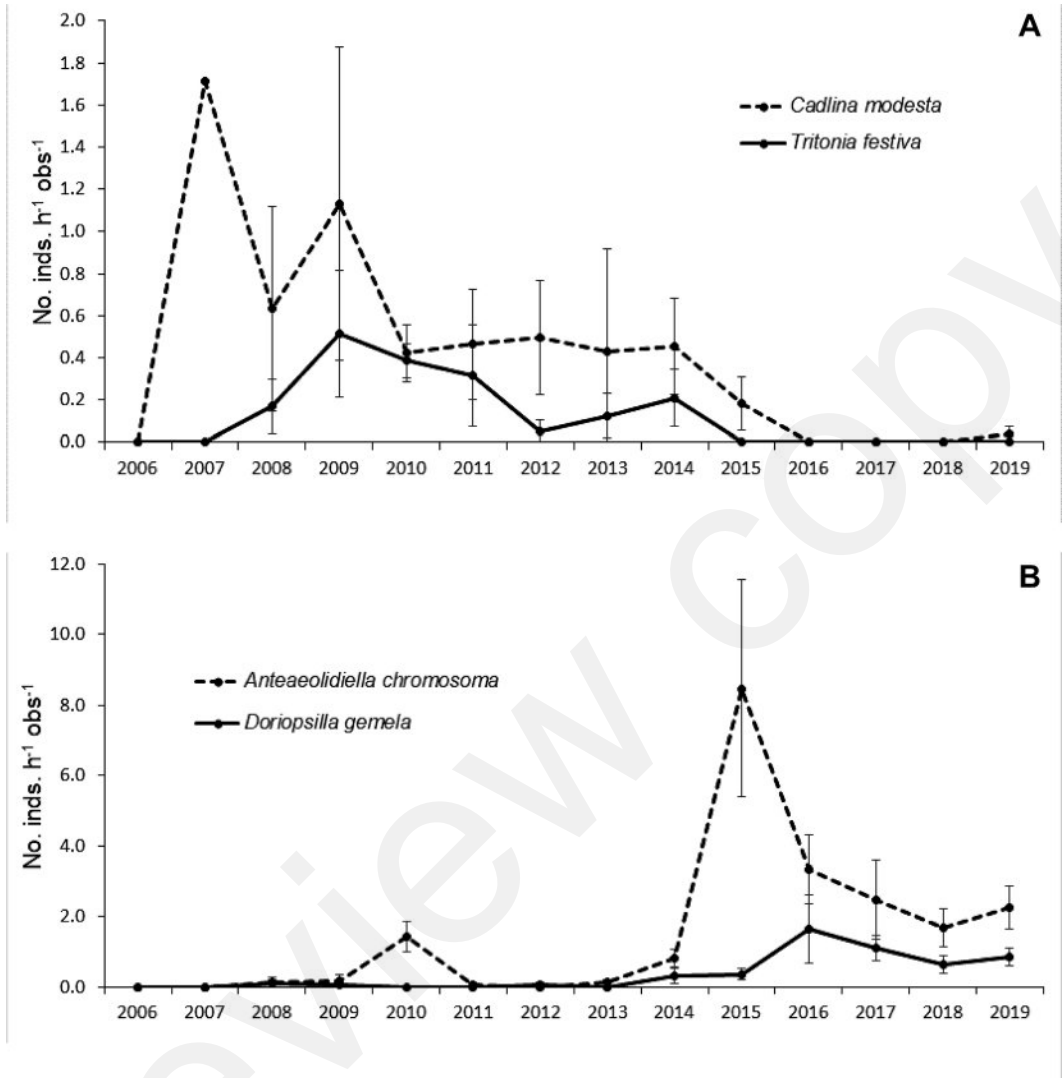 A
2.0
1.8
1.6
1.4
1.2
1.0
0.8
0.6
0.4
0.2
0.0
No. inds. h⁻¹ obs⁻¹
Cadlina modesta
Tritonia festiva
2006 2007 2008 2009 2010 2011 2012 2013 2014 2015 2016 2017 2018 2019
B
12.0
10.0
8.0
6.0
4.0
2.0
0.0
No. inds. h⁻¹ obs⁻¹
Anteaeolidiella chromosoma
Doriopsilla gemela
2006 2007 2008 2009 2010 2011 2012 2013 2014 2015 2016 2017 2018 2019
view copy